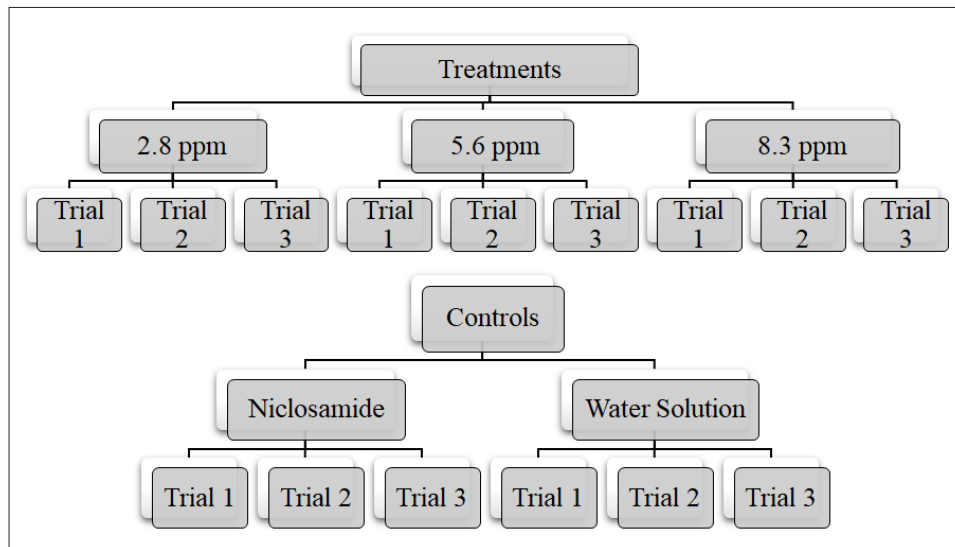 Treatments
2.8 ppm
5.6 ppm
8.3 ppm
Trial
1
Trial
2
Trial
3
Trial
1
Trial
2
Trial
3
Trial
1
Trial
2
Trial
3
Controls
Niclosamide
Water Solution
Trial 1
Trial 2
Trial 3
Trial 1
Trial 2
Trial 3